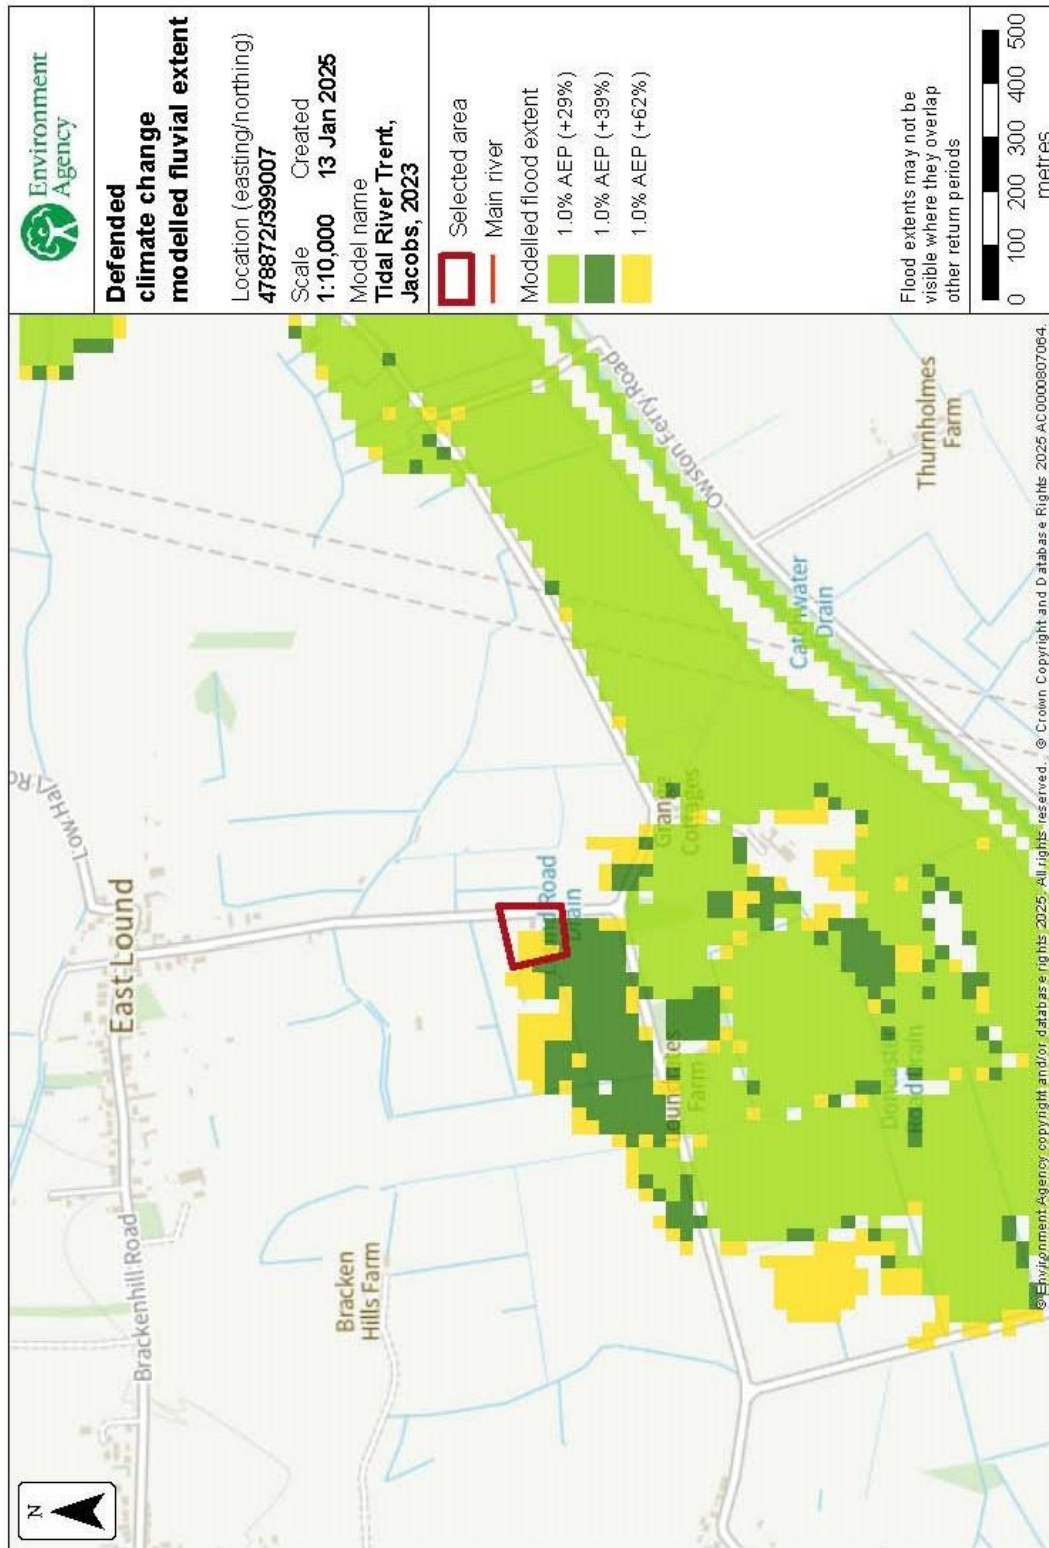 Environment
Agency
Defended
climate change
modelled fluvial extent
Location (easting/northing)
478872/399007
Scale Created
1:10,000 13 Jan 2025
Model name
Tidal River Trent,
Jacobs, 2023
Selected area
Main river
Modelled flood extent
1.0% AEP (+29%)
1.0% AEP (+39%)
1.0% AEP (+62%)
Flood extents may not be
visible where they overlap
other return periods
0 100 200 300 400 500
metres
N
East Lound
Brackenhill Road
Bracken
Hills Farm
Road
Drain
Cottages
Farm
Doncaster
Road Drain
Catchwater
Drain
Owston Ferry Road
Thurnholmes
Farm
© Environment Agency copyright and/or database rights 2025. All rights reserved. © Crown Copyright and Database Rights 2025 AC0000807064.